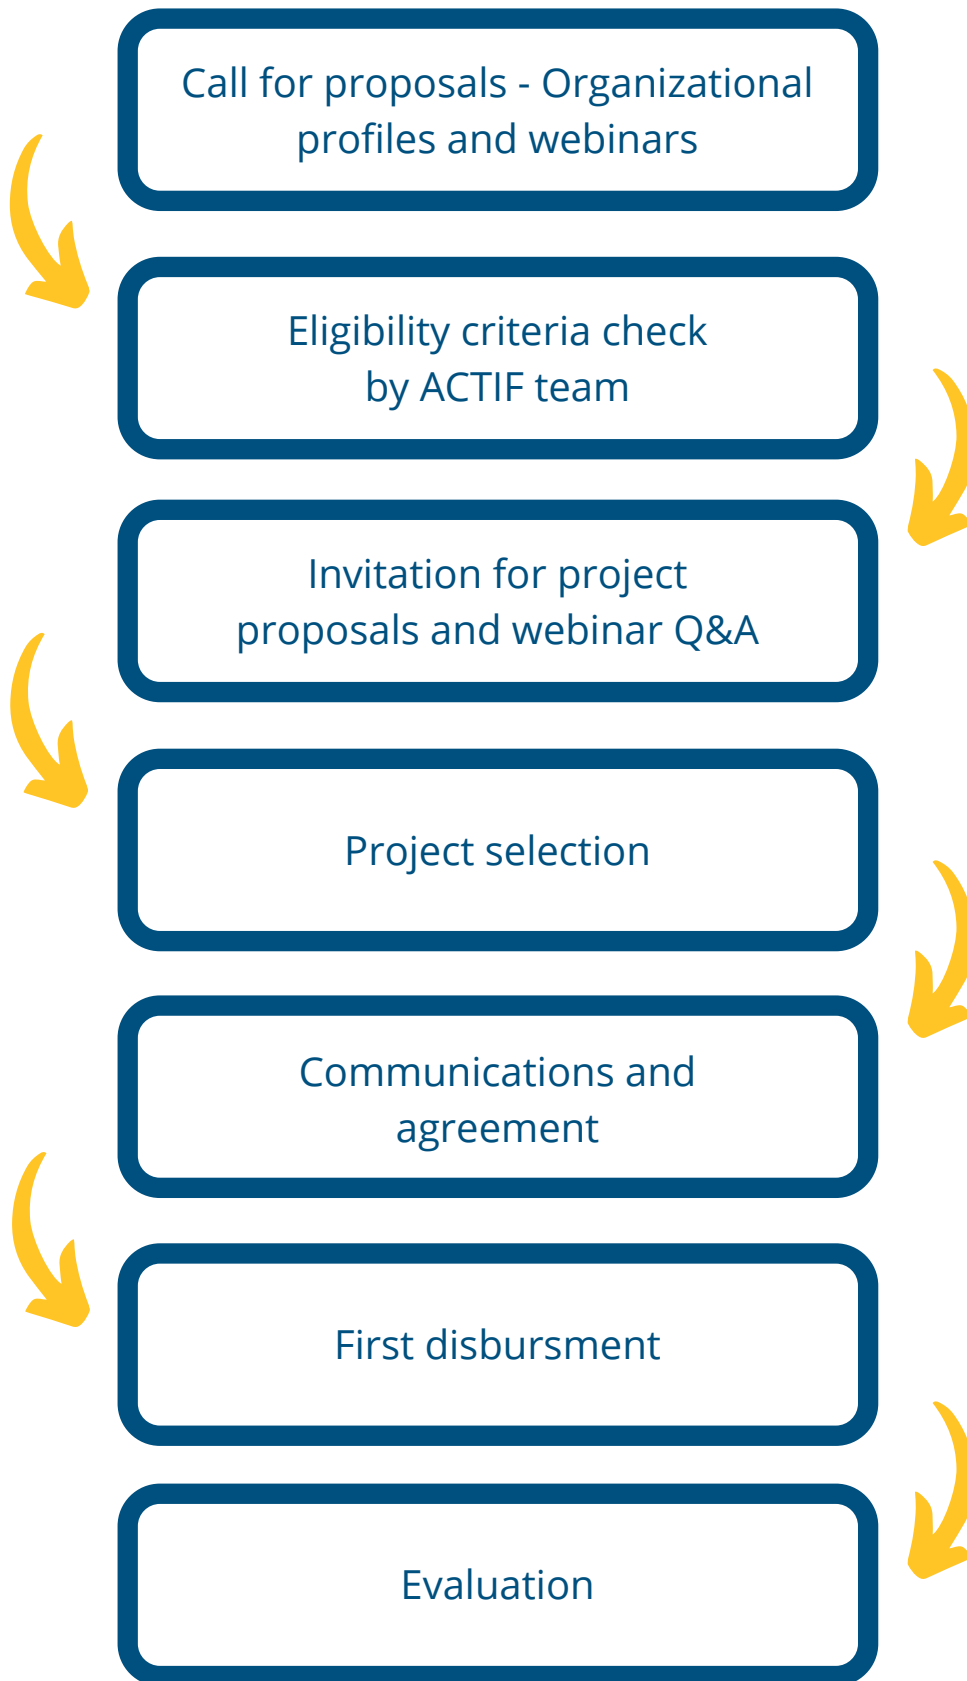 Call for proposals - Organizational
profiles and webinars
Eligibility criteria check
by ACTIF team
Invitation for project
proposals and webinar Q&A
Project selection
Communications and
agreement
First disbursment
Evaluation